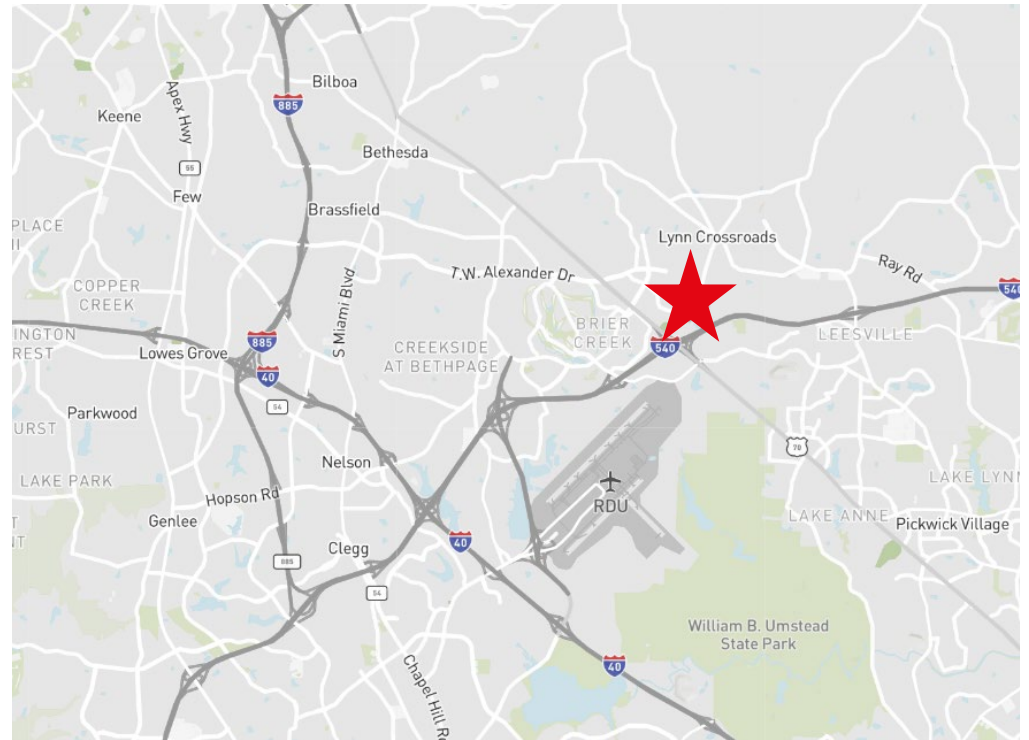 Bilboa
885
Keene
Apex Hwy
Bethesda
55
Few
Brassfield
PLACE
Lynn Crossroads
T.W. Alexander Dr
Ray Rd
COPPER
CREEK
S Miami Blvd
540
BRIER
CREEK
LEESVILLE
885
540
REST
Lowes Grove
CREEKSIDE
AT BETHPAGE
40
54
Parkwood
URST
70
Nelson
LAKE PARK
RDU
LAKE LYNN
Hopson Rd
LAKE ANNE
Genlee
Pickwick Village
40
Clegg
885
54
William B. Umstead
State Park
40
Chapel Hill